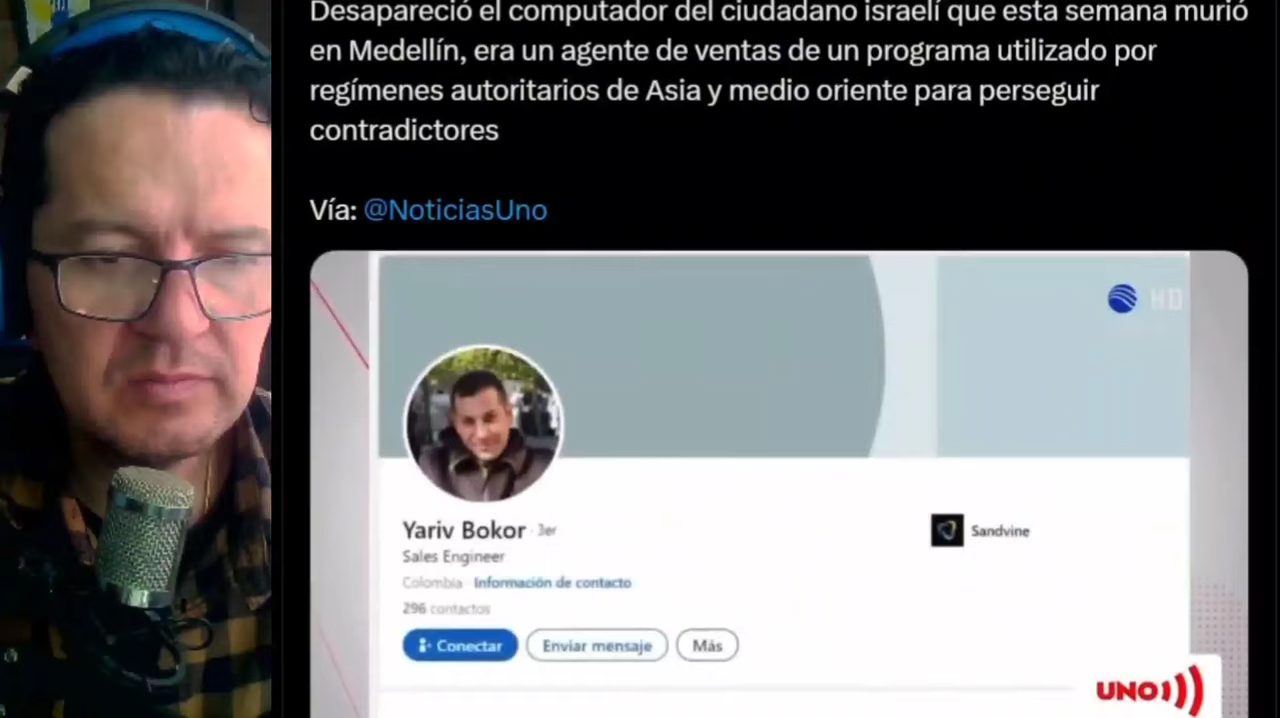 Desapareció el computador del ciudadano israelí que esta semana murió
en Medellín, era un agente de ventas de un programa utilizado por
regímenes autoritarios de Asia y medio oriente para perseguir
contradictores
Vía: @NoticiasUno
HD
Yariv Bokor · 3er
Sandvine
Sales Engineer
Colombia · Información de contacto
296 contactos
Conectar
Enviar mensaje
Más
UNO